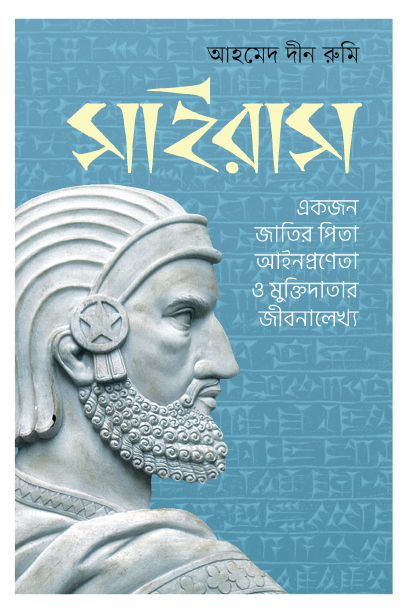 আহমেদ দীন রুমি
সাইরাস
একজন
জাতির পিতা
আইনপ্রণেতা
ও মুক্তিদাতার
জীবনালেখ্য